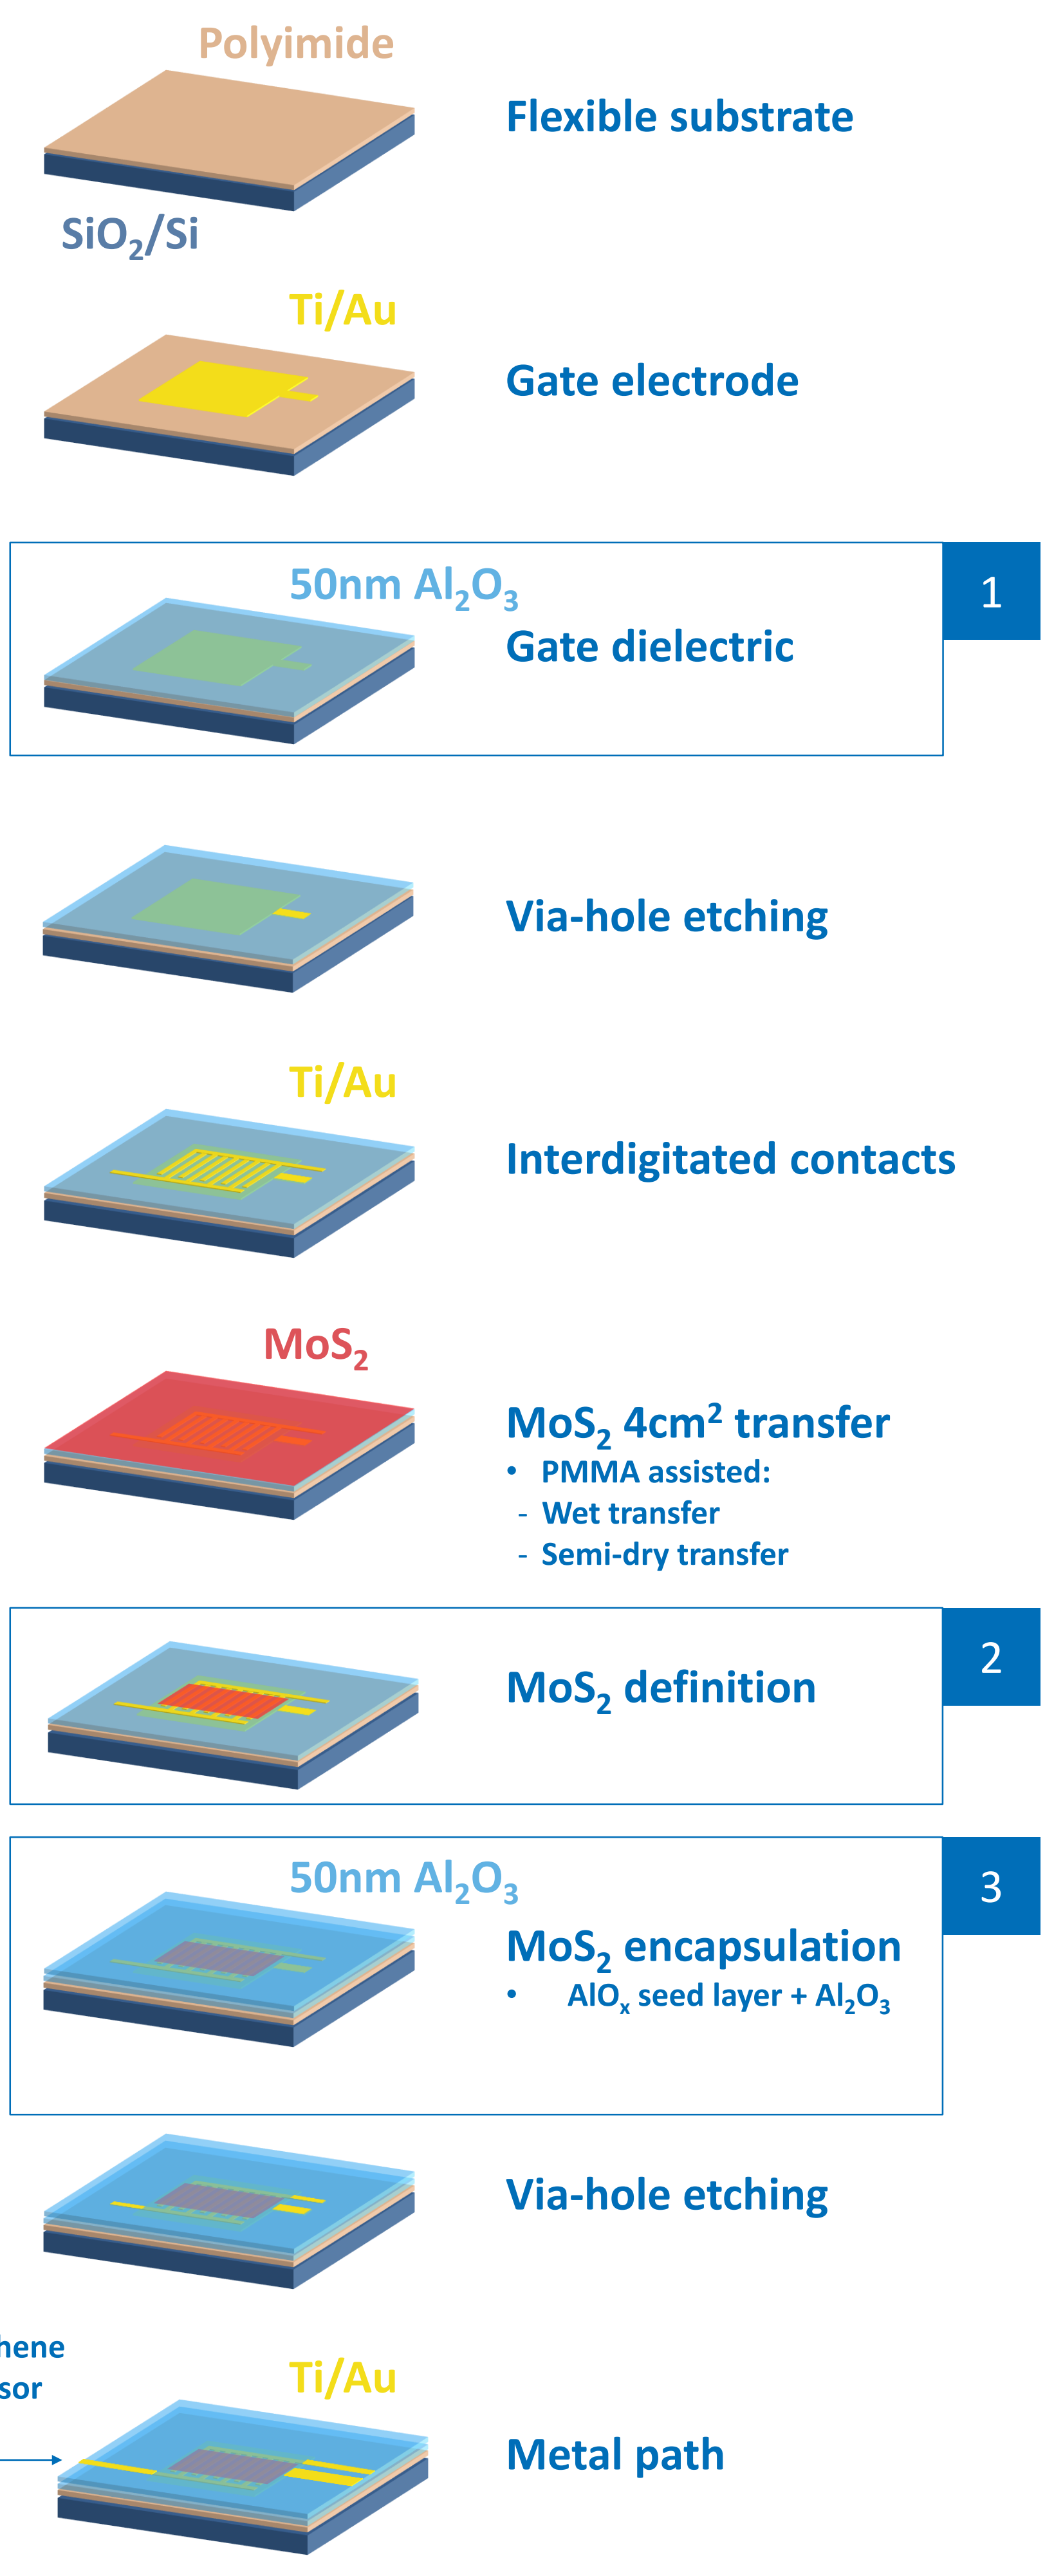 Polyimide
Flexible substrate
SiO₂/Si
Ti/Au
Gate electrode
1
50nm Al₂O₃
Gate dielectric
Via-hole etching
Ti/Au
Interdigitated contacts
MoS₂
MoS₂ 4cm² transfer
• PMMA assisted:
- Wet transfer
- Semi-dry transfer
2
MoS₂ definition
3
50nm Al₂O₃
MoS₂ encapsulation
• AlOₓ seed layer + Al₂O₃
Via-hole etching
hene
sor
Ti/Au
Metal path